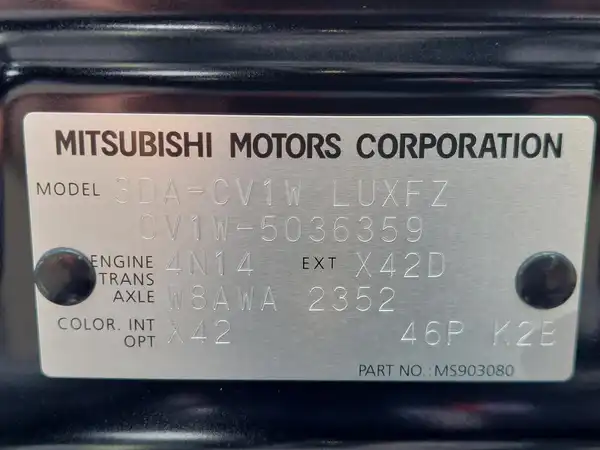 MITSUBISHI MOTORS CORPORATION
MODEL 3DA-CV1W LUXFZ
CV1W-5036359
ENGINE 4N14 EXT X42D
TRANS
AXLE W8AWA 2352
COLOR. INT X42 46P K2B
OPT
PART NO.:MS903080